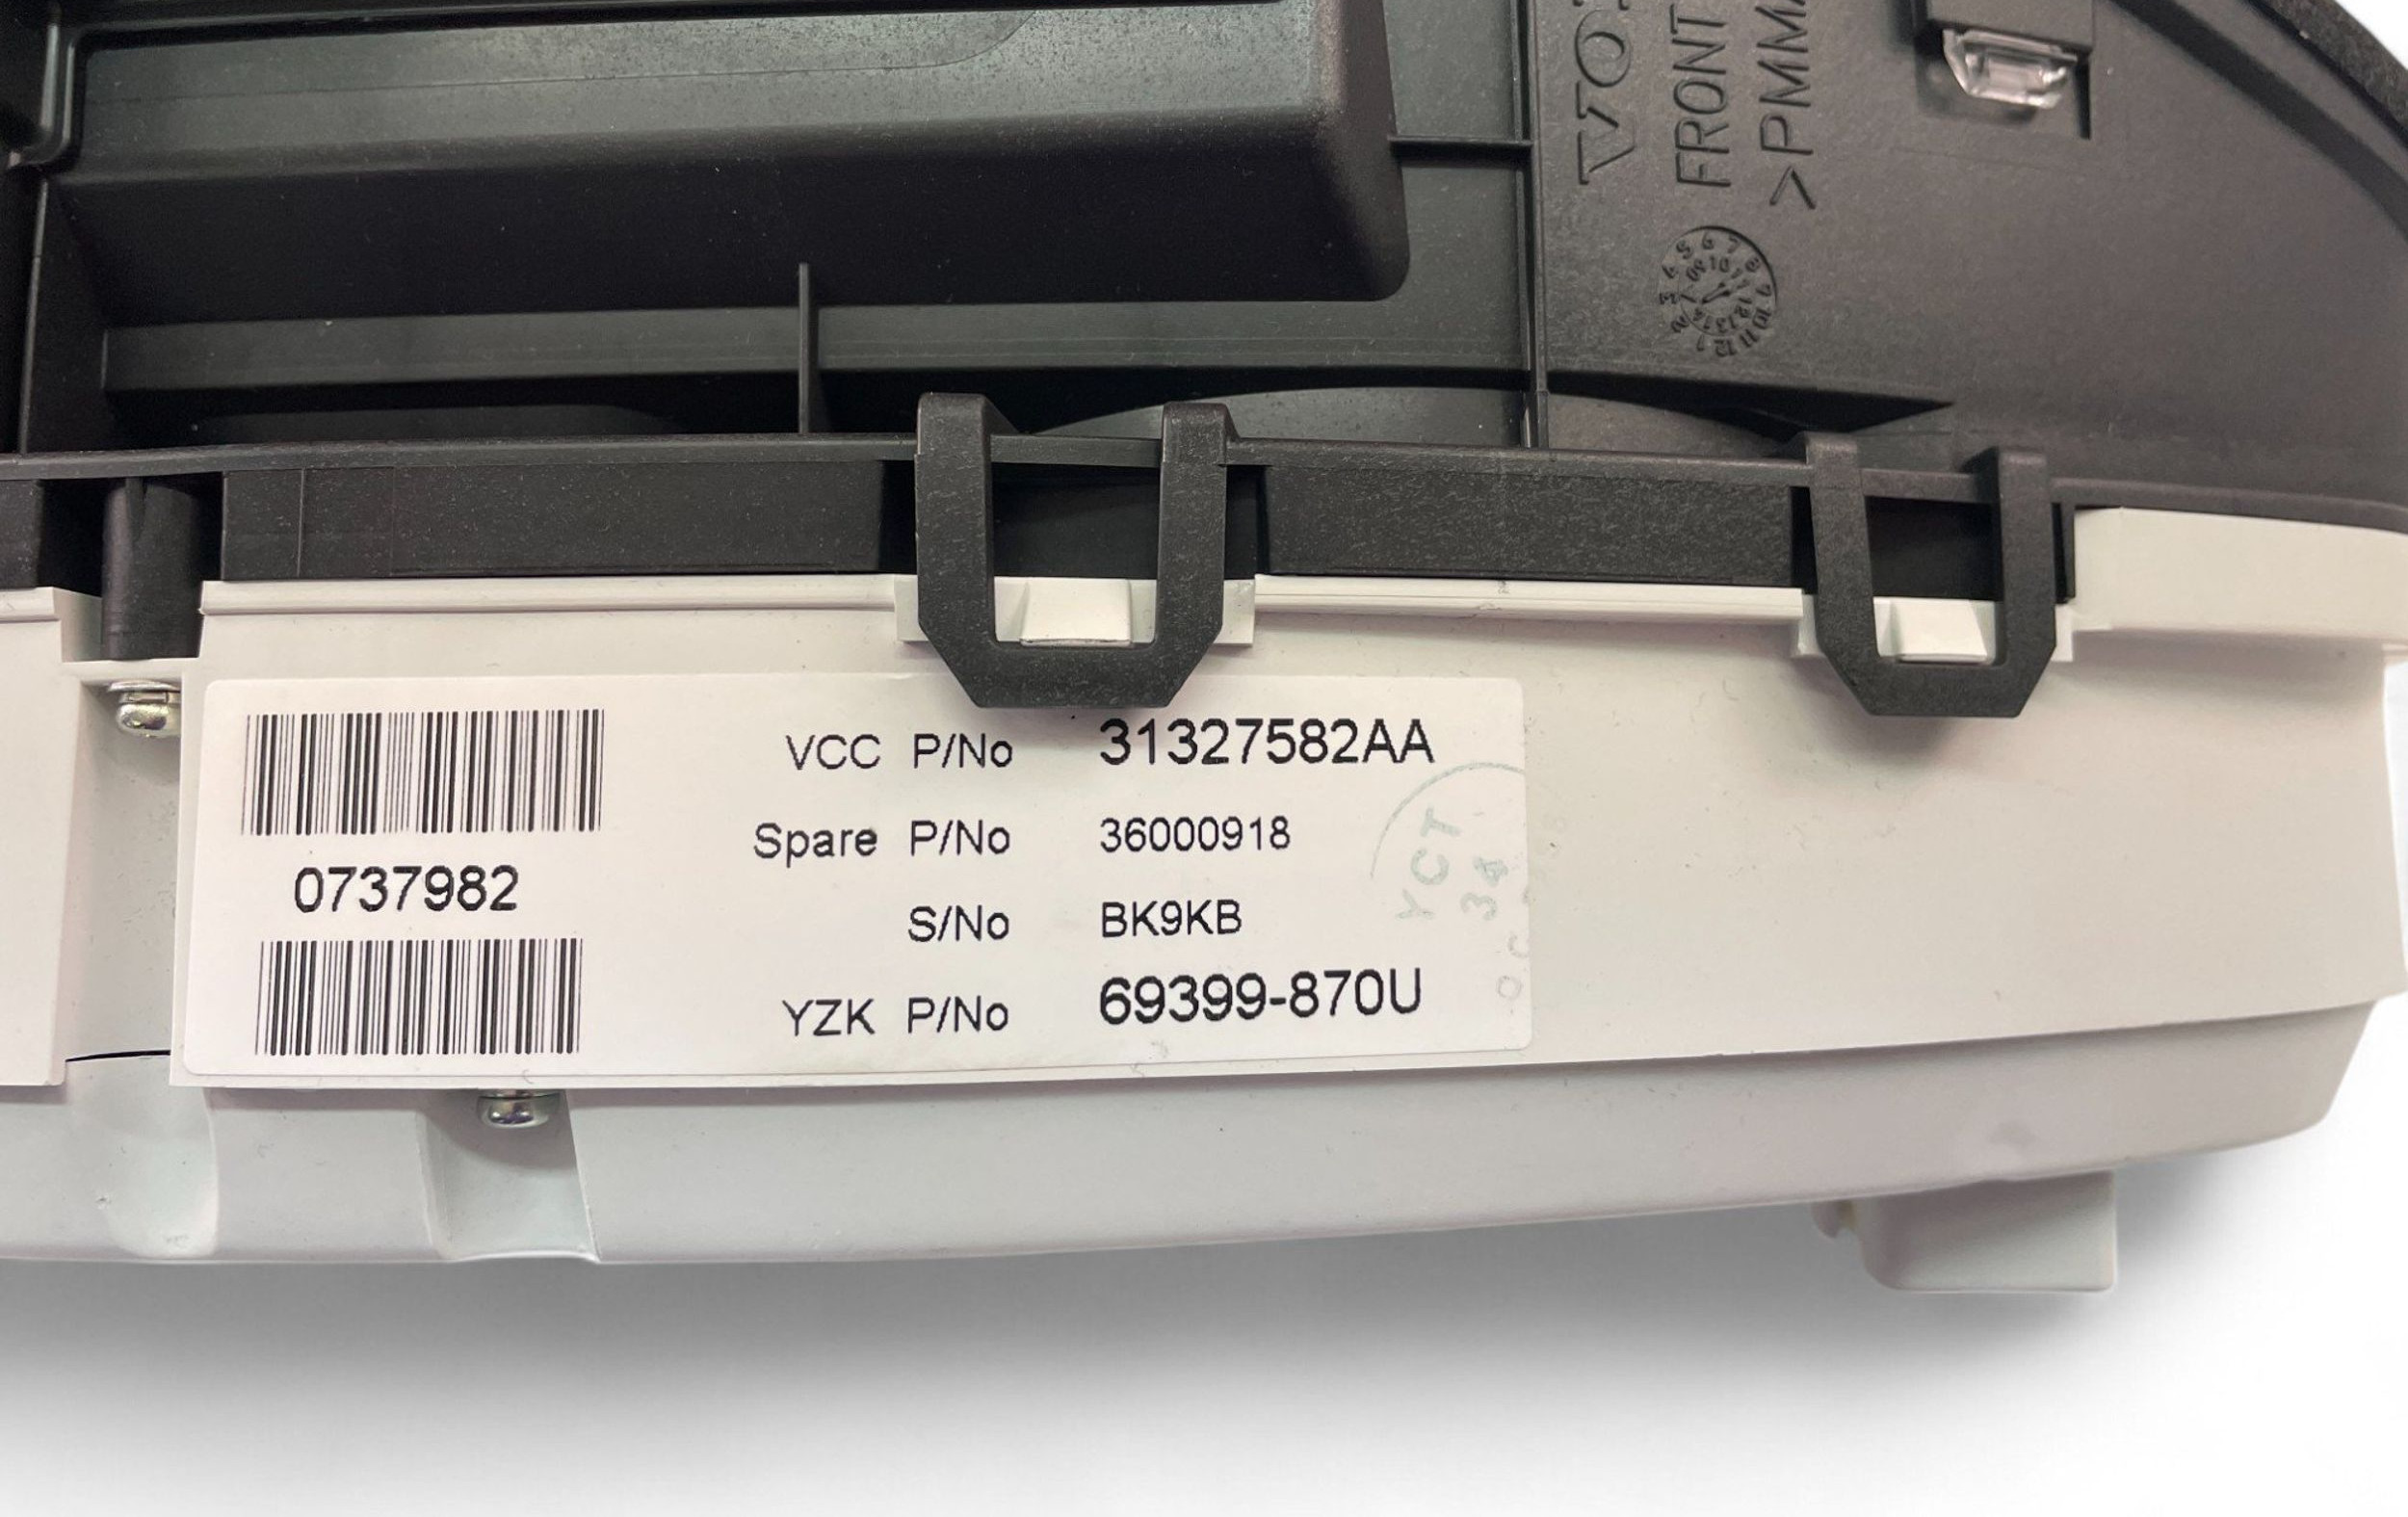 FRONT
>PMMA
VCC P/No 31327582AA
Spare P/No 36000918
0737982
S/No BK9KB
YZK P/No 69399-870U
YCT
34